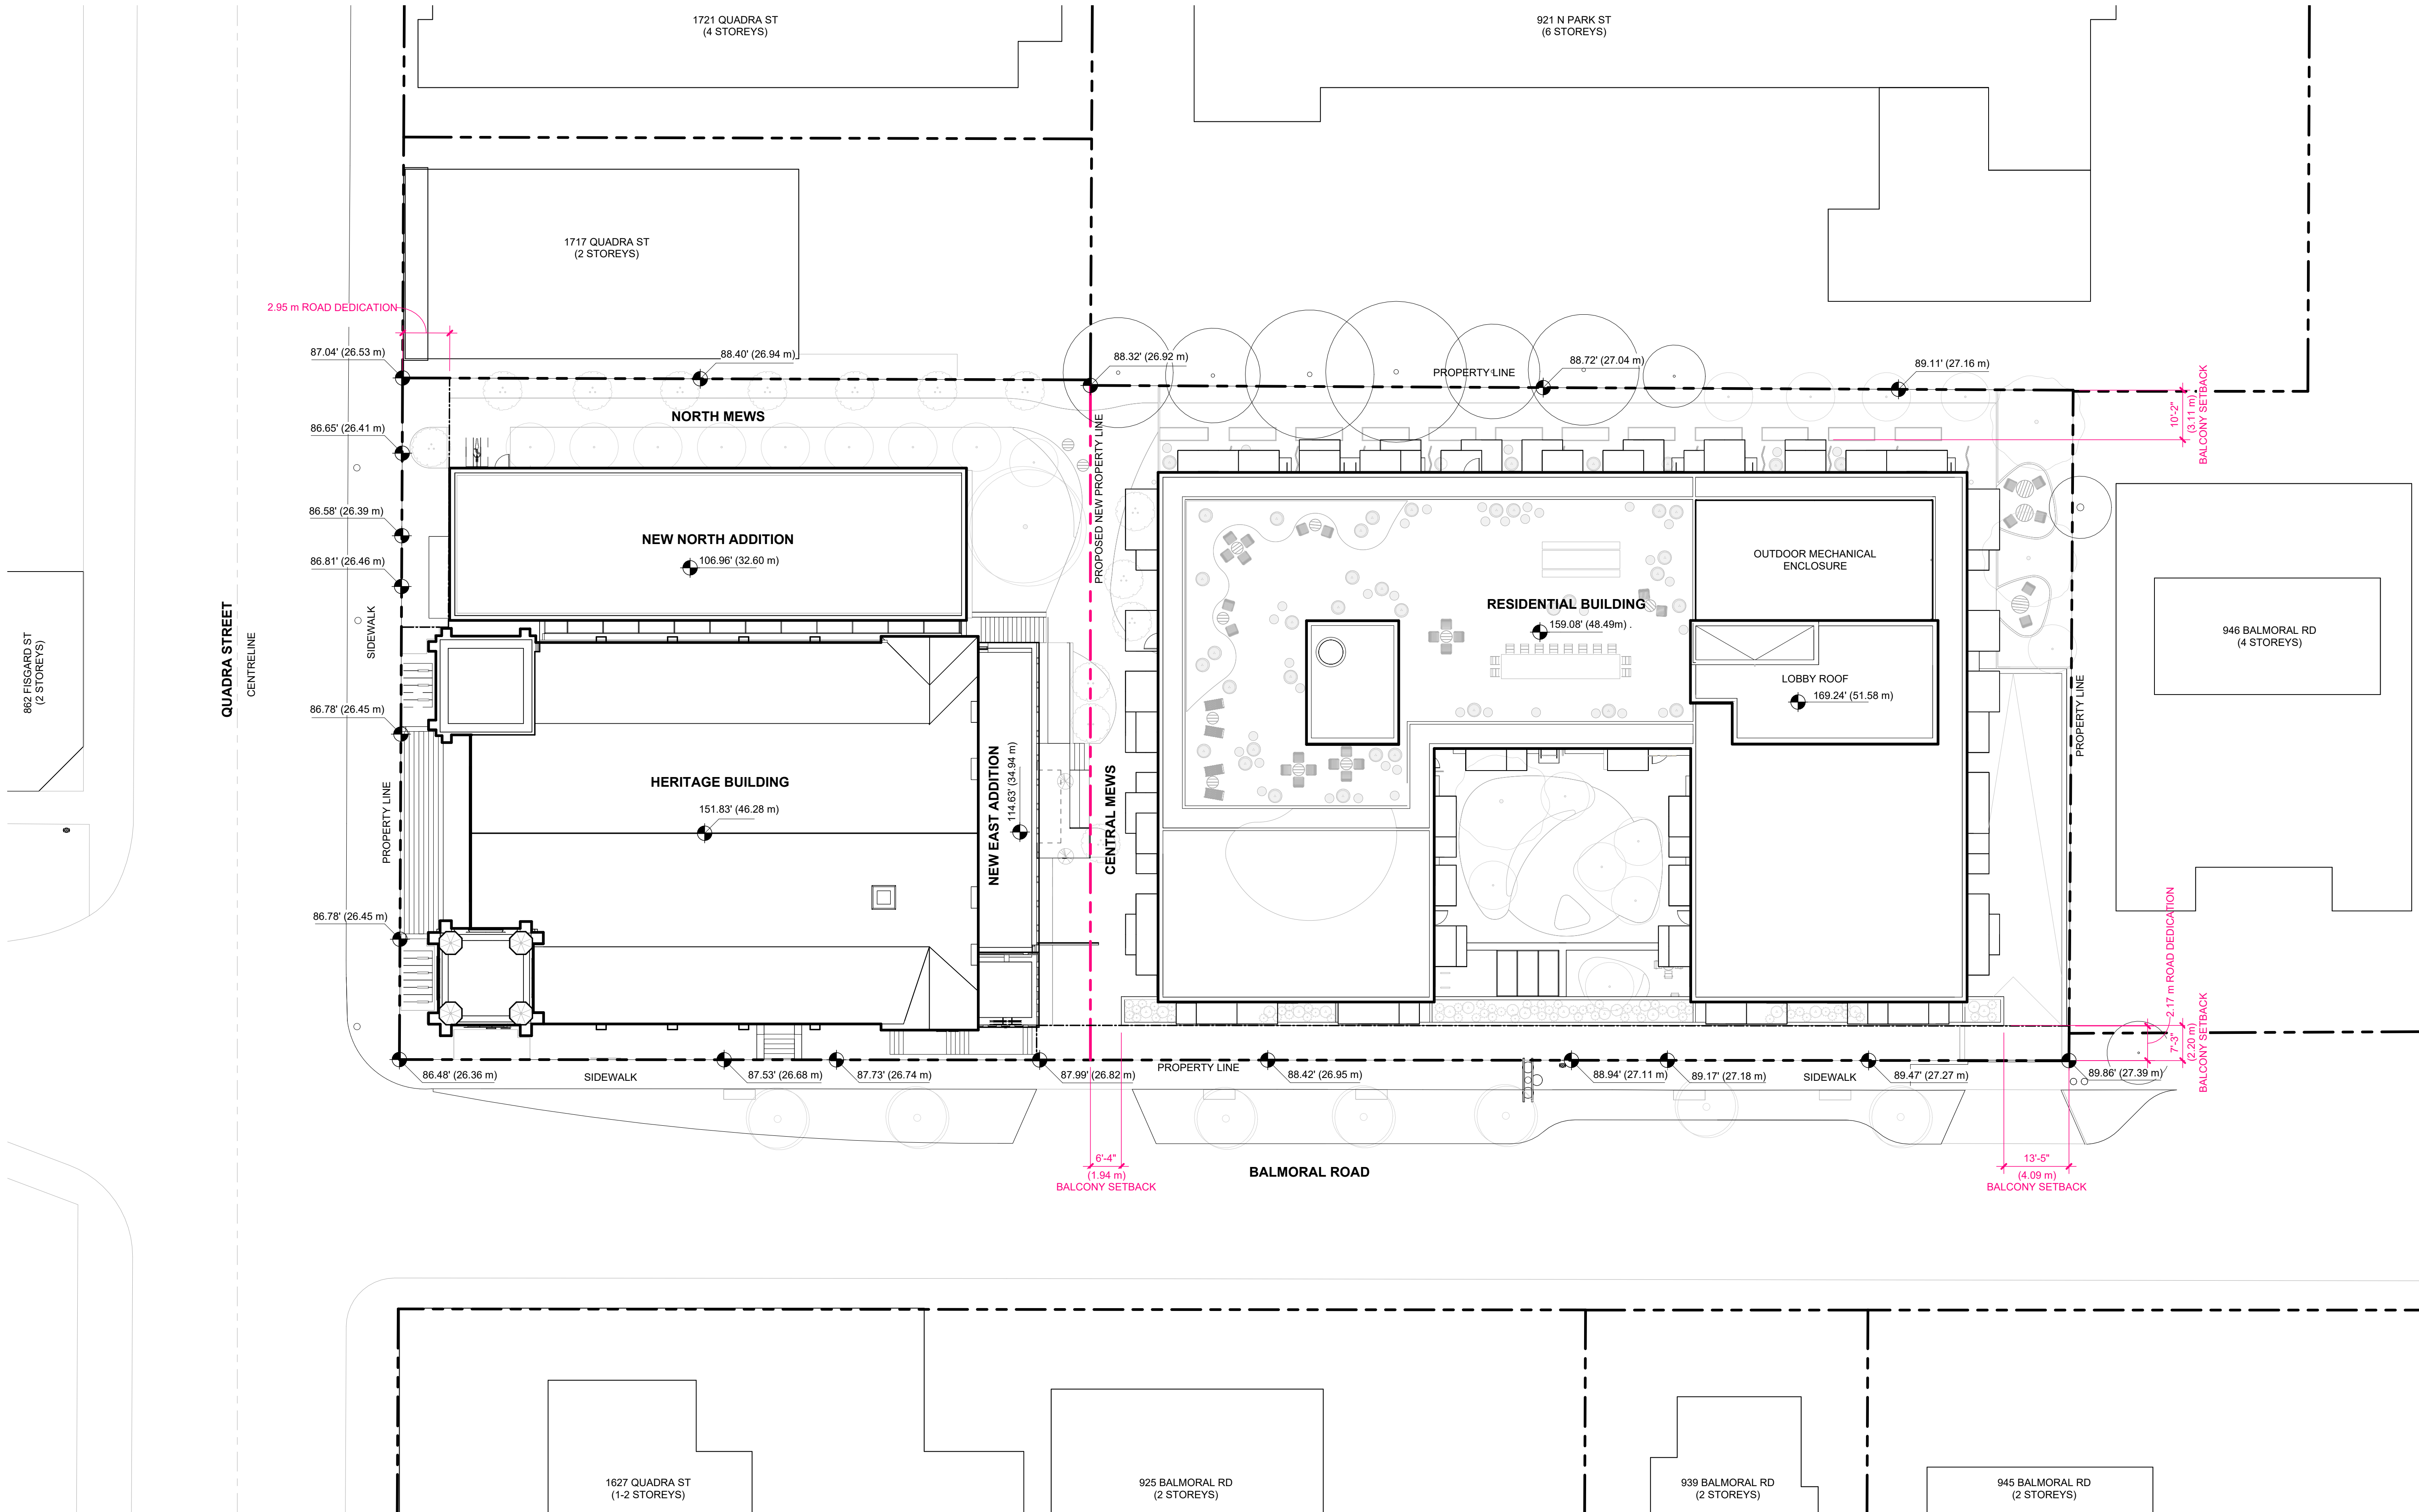 1721 QUADRA ST
(4 STOREYS)
921 N PARK ST
(6 STOREYS)
1717 QUADRA ST
(2 STOREYS)
2.95 m ROAD DEDICATION
87.04' (26.53 m)
88.40' (26.94 m)
88.32' (26.92 m)
PROPERTY LINE
88.72' (27.04 m)
89.11' (27.16 m)
10'-2"
(3.11 m)
BALCONY SETBACK
NORTH MEWS
86.65' (26.41 m)
PROPOSED NEW PROPERTY LINE
86.58' (26.39 m)
NEW NORTH ADDITION
106.96' (32.60 m)
86.81' (26.46 m)
OUTDOOR MECHANICAL
ENCLOSURE
RESIDENTIAL BUILDING
159.08' (48.49m) .
862 FISGARD ST
(2 STOREYS)
QUADRA STREET
CENTRELINE
SIDEWALK
946 BALMORAL RD
(4 STOREYS)
LOBBY ROOF
169.24' (51.58 m)
PROPERTY LINE
86.78' (26.45 m)
PROPERTY LINE
HERITAGE BUILDING
151.83' (46.28 m)
NEW EAST ADDITION
114.63' (34.94 m)
CENTRAL MEWS
86.78' (26.45 m)
2.17 m ROAD DEDICATION
7'-3"
(2.20 m)
BALCONY SETBACK
86.48' (26.36 m)
SIDEWALK
87.53' (26.68 m)
87.73' (26.74 m)
87.99' (26.82 m)
PROPERTY LINE
88.42' (26.95 m)
88.94' (27.11 m)
89.17' (27.18 m)
SIDEWALK
89.47' (27.27 m)
89.86' (27.39 m)
6'-4"
(1.94 m)
BALCONY SETBACK
BALMORAL ROAD
13'-5"
(4.09 m)
BALCONY SETBACK
1627 QUADRA ST
(1-2 STOREYS)
925 BALMORAL RD
(2 STOREYS)
939 BALMORAL RD
(2 STOREYS)
945 BALMORAL RD
(2 STOREYS)